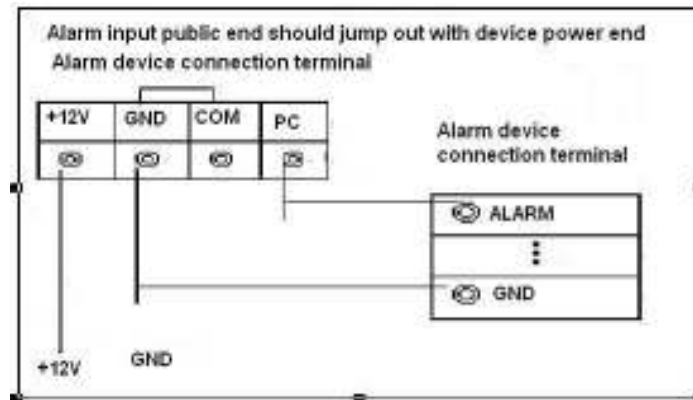 Alarm input public end should jump out with device power end
Alarm device connection terminal
+12V GND COM PC
Alarm device
connection terminal
ALARM
GND
+12V GND